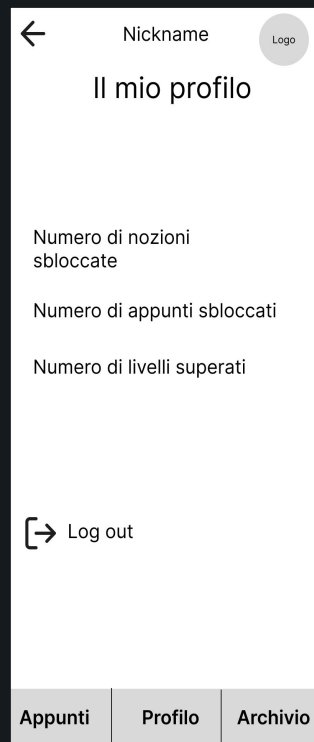 Nickname
Logo
Il mio profilo
Numero di nozioni
sbloccate
Numero di appunti sbloccati
Numero di livelli superati
Log out
Appunti
Profilo
Archivio